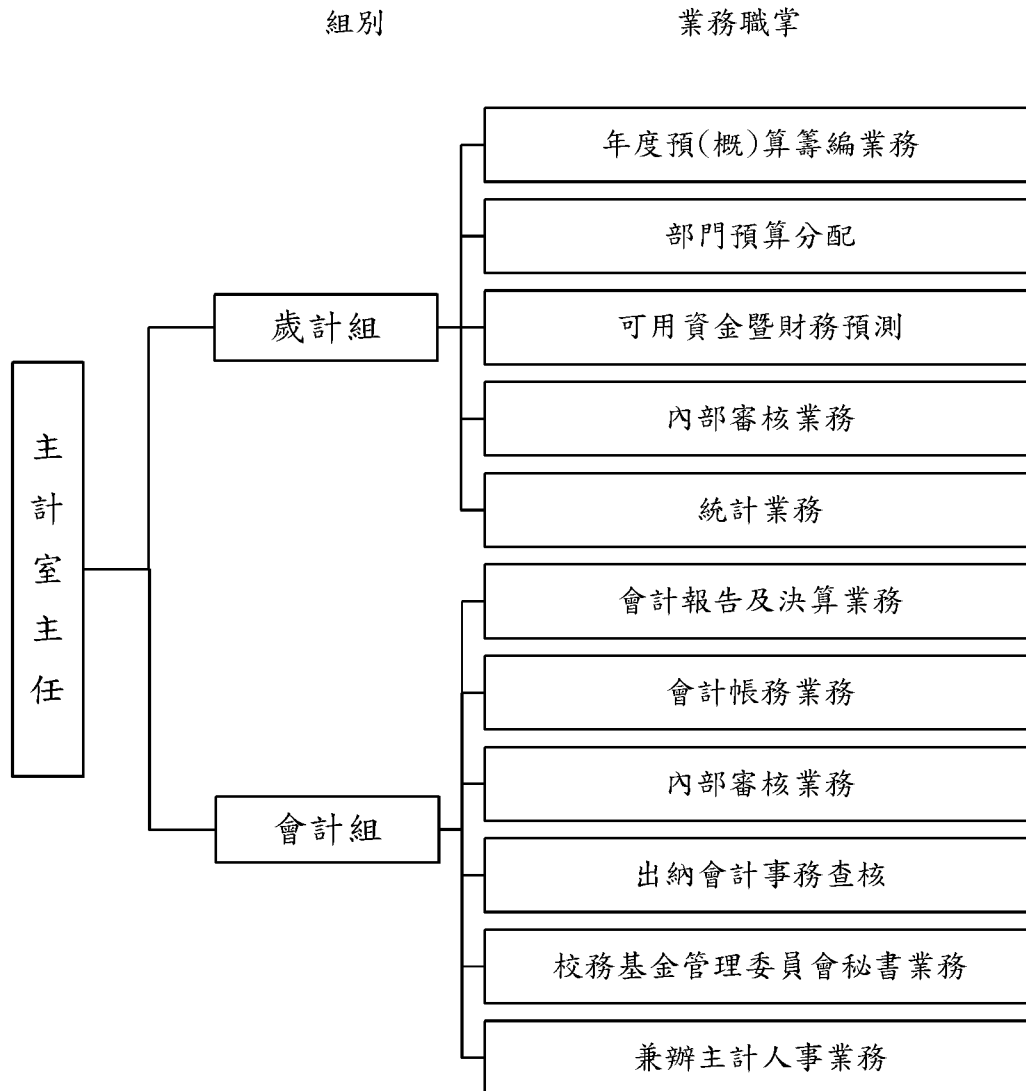 組別
業務職掌
主計室主任
歲計組
年度預(概)算籌編業務
部門預算分配
可用資金暨財務預測
內部審核業務
統計業務
會計組
會計報告及決算業務
會計帳務業務
內部審核業務
出納會計事務查核
校務基金管理委員會秘書業務
兼辦主計人事業務